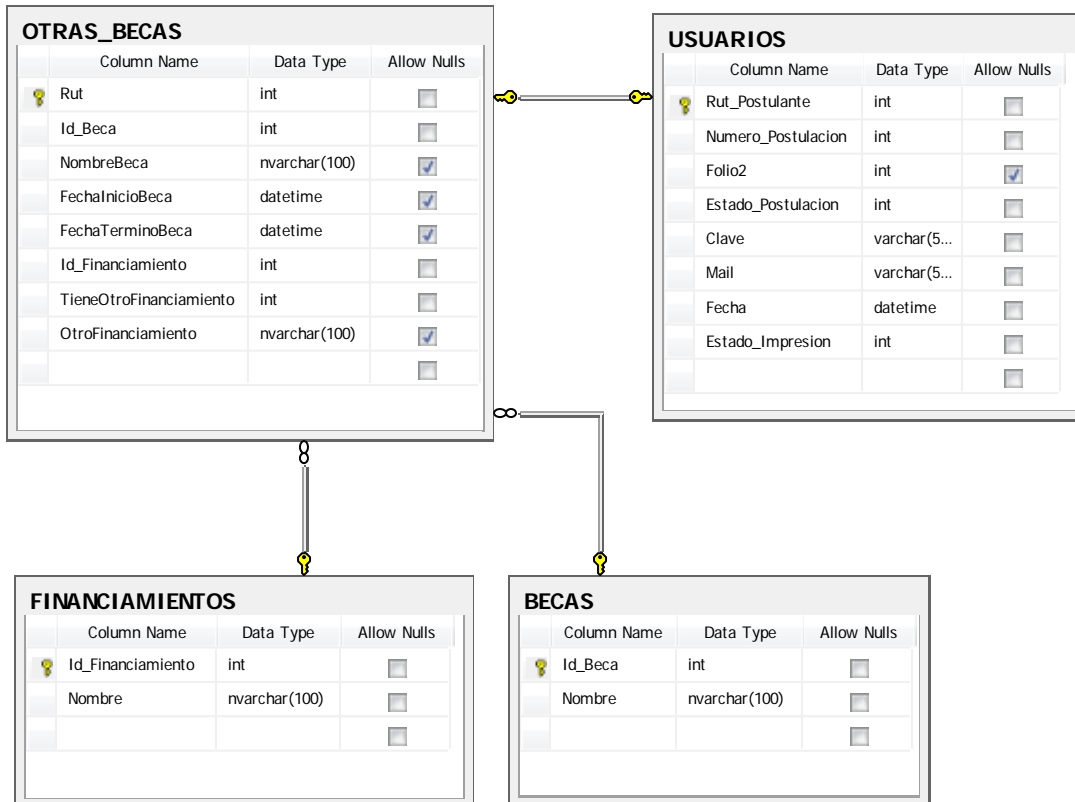 OTRAS_BECAS
Column Name Data Type Allow Nulls
Rut int
Id_Beca int
NombreBeca nvarchar(100)
FechaInicioBeca datetime
FechaTerminoBeca datetime
Id_Financiamiento int
TieneOtroFinanciamiento int
OtroFinanciamiento nvarchar(100)
USUARIOS
Column Name Data Type Allow Nulls
Rut_Postulante int
Numero_Postulacion int
Folio2 int
Estado_Postulacion int
Clave varchar(5...
Mail varchar(5...
Fecha datetime
Estado_Impresion int
FINANCIAMIENTOS
Column Name Data Type Allow Nulls
Id_Financiamiento int
Nombre nvarchar(100)
BECAS
Column Name Data Type Allow Nulls
Id_Beca int
Nombre nvarchar(100)